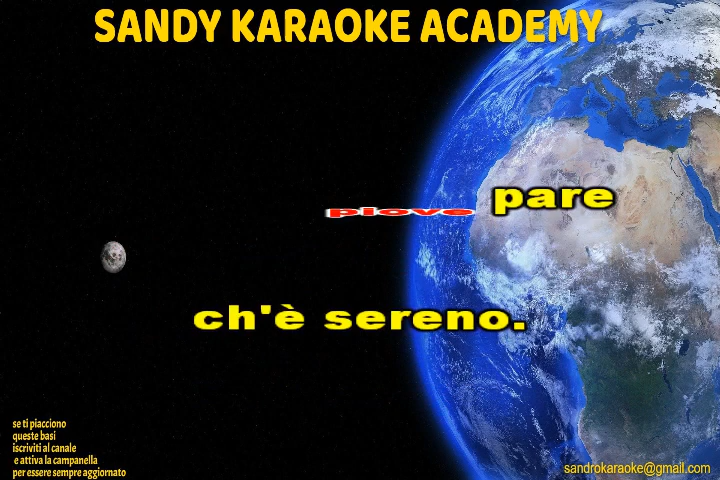 SANDY KARAOKE ACADEMY
piove pare
ch'è sereno.
se ti piacciono
queste basi
iscriviti al canale
e attiva la campanella
per essere sempre aggiornato
sandrokaraoke@gmail.com